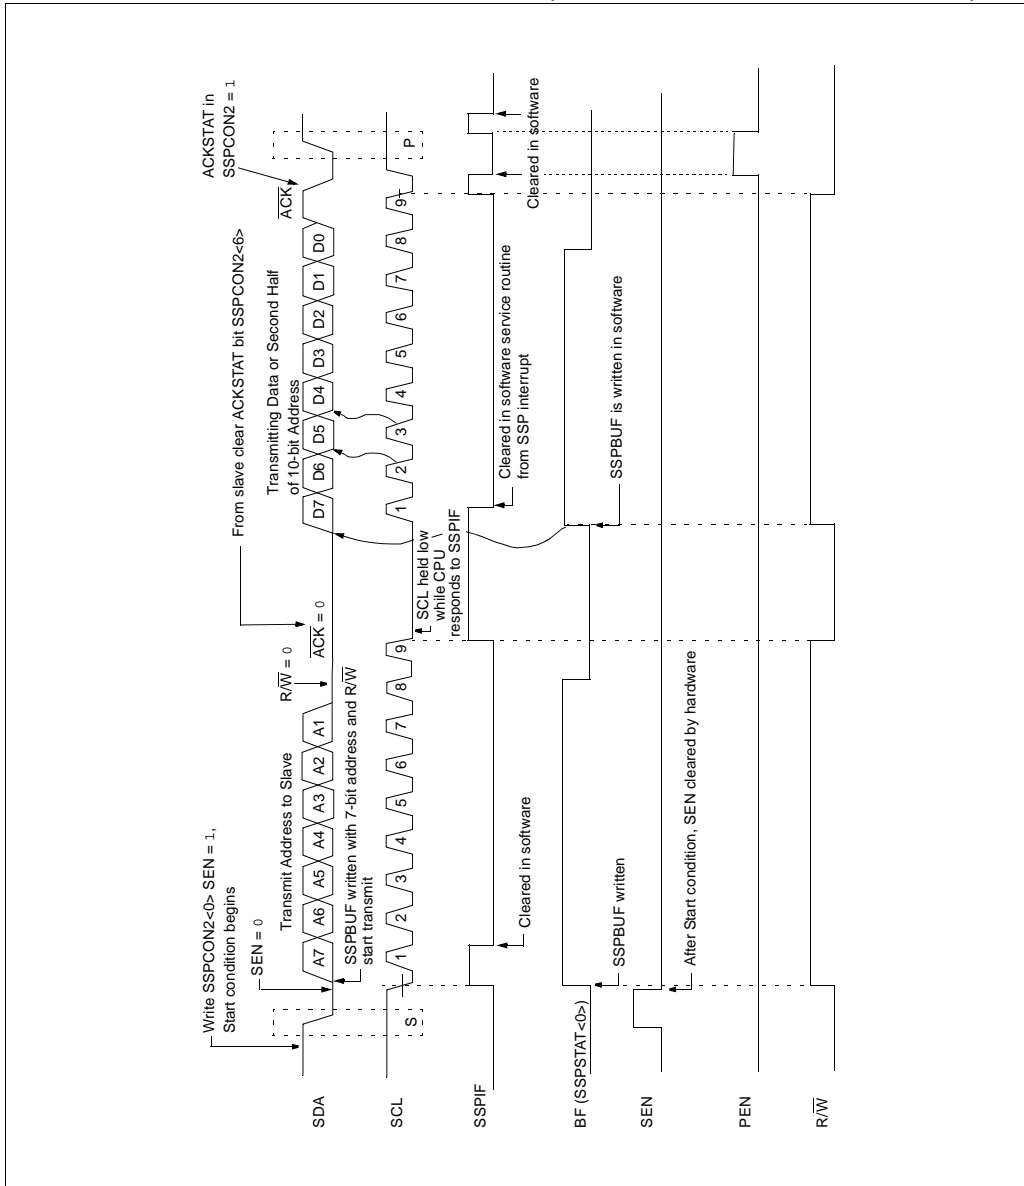 Write SSPCON2<0> SEN = 1,
Start condition begins
SEN = 0
Transmit Address to Slave
R/W̅ = 0
A̅C̅K̅ = 0
From slave clear ACKSTAT bit SSPCON2<6>
Transmitting Data or Second Half
of 10-bit Address
A̅C̅K̅
ACKSTAT in
SSPCON2 = 1
SDA
A7 A6 A5 A4 A3 A2 A1
D7 D6 D5 D4 D3 D2 D1 D0
SSPBUF written with 7-bit address and R/W̅
start transmit
SCL
S
1 2 3 4 5 6 7 8 9
1 2 3 4 5 6 7 8 9
P
SCL held low
while CPU
responds to SSPIF
SSPIF
Cleared in software
Cleared in software service routine
from SSP interrupt
Cleared in software
BF (SSPSTAT<0>)
SSPBUF written
SSPBUF is written in software
SEN
After Start condition, SEN cleared by hardware
PEN
R/W̅